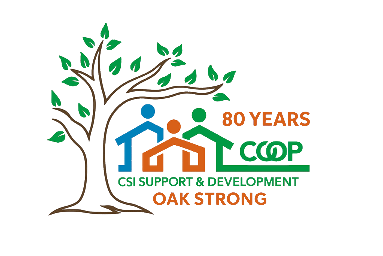 80 YEARS
COOP
CSI SUPPORT & DEVELOPMENT
OAK STRONG